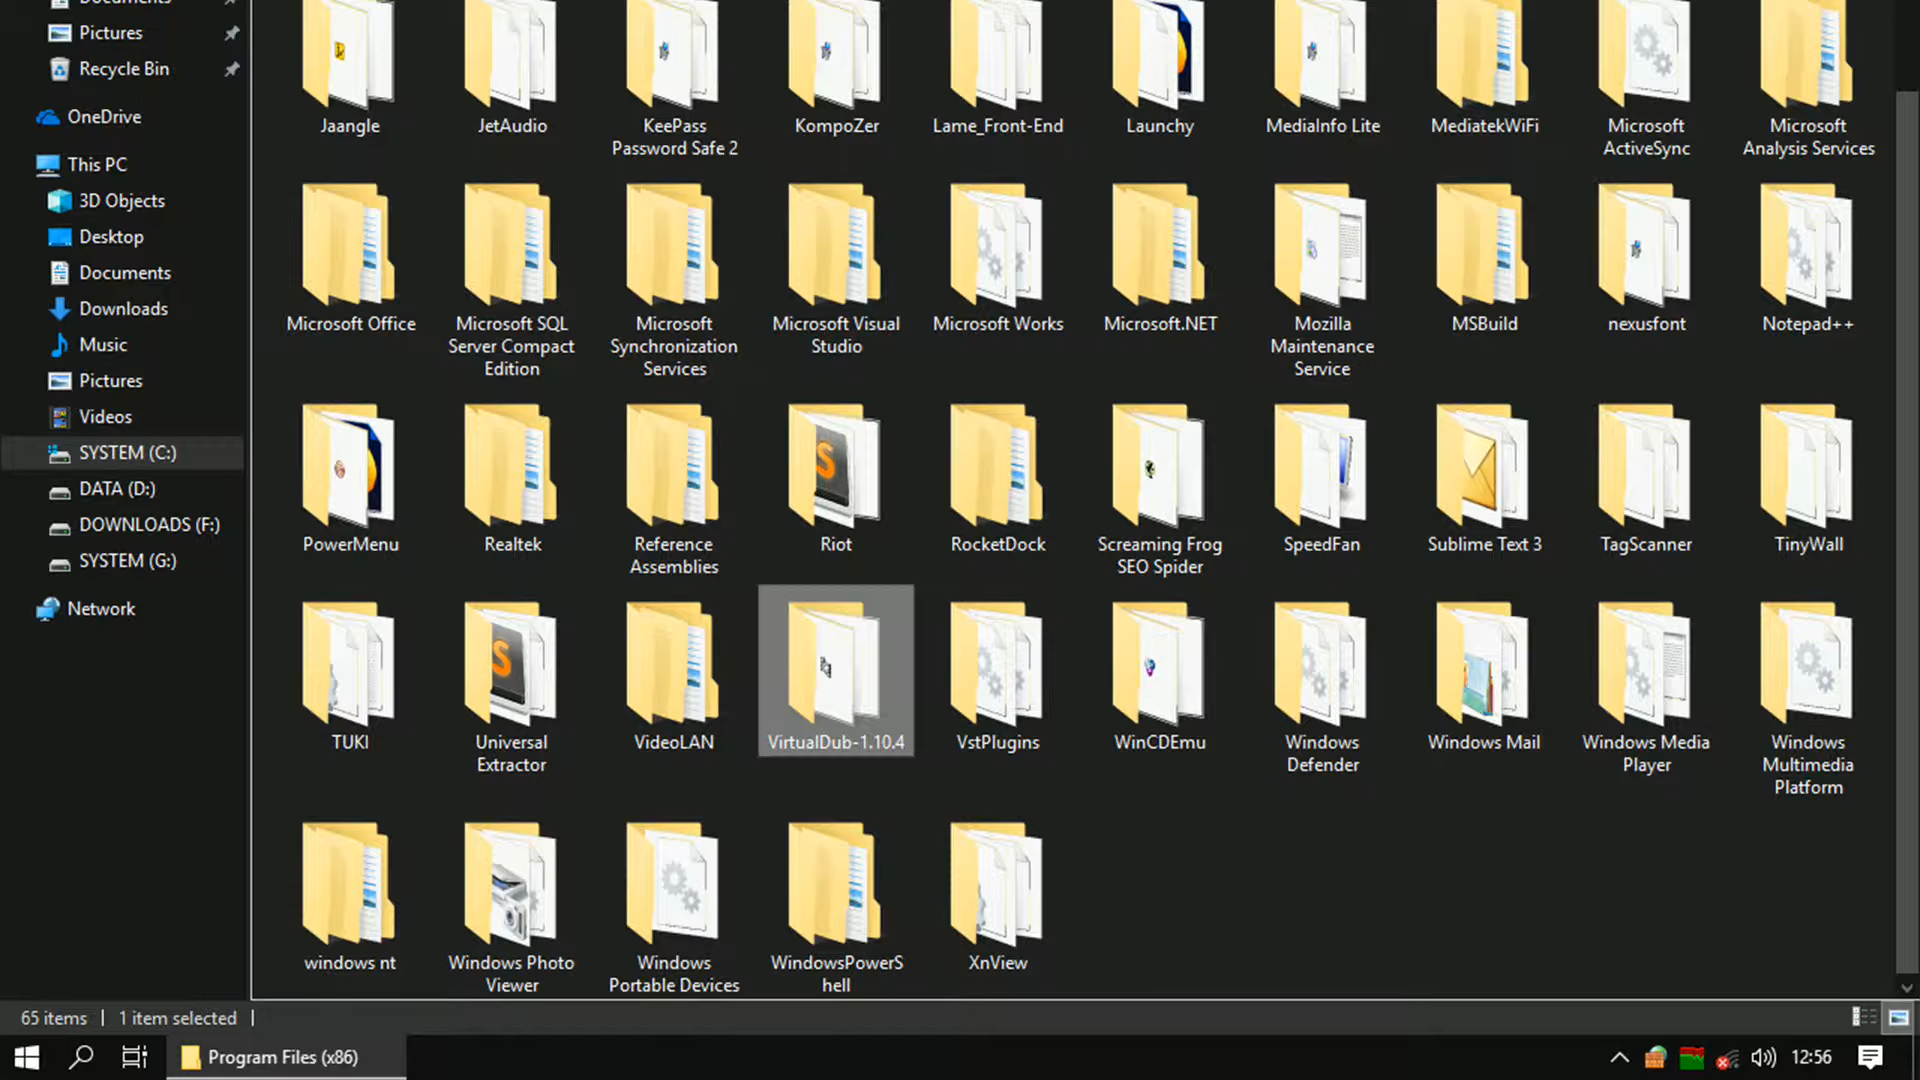 Documents
Pictures
Recycle Bin
OneDrive
This PC
3D Objects
Desktop
Documents
Downloads
Music
Pictures
Videos
SYSTEM (C:)
DATA (D:)
DOWNLOADS (F:)
SYSTEM (G:)
Network
Jaangle
JetAudio
KeePass
Password Safe 2
KompoZer
Lame_Front-End
Launchy
MediaInfo Lite
MediatekWiFi
Microsoft
ActiveSync
Microsoft
Analysis Services
Microsoft Office
Microsoft SQL
Server Compact
Edition
Microsoft
Synchronization
Services
Microsoft Visual
Studio
Microsoft Works
Microsoft.NET
Mozilla
Maintenance
Service
MSBuild
nexusfont
Notepad++
PowerMenu
Realtek
Reference
Assemblies
Riot
RocketDock
Screaming Frog
SEO Spider
SpeedFan
Sublime Text 3
TagScanner
TinyWall
TUKI
Universal
Extractor
VideoLAN
VirtualDub-1.10.4
VstPlugins
WinCDEmu
Windows
Defender
Windows Mail
Windows Media
Player
Windows
Multimedia
Platform
windows nt
Windows Photo
Viewer
Windows
Portable Devices
WindowsPowerS
hell
XnView
65 items
1 item selected
Program Files (x86)
12:56